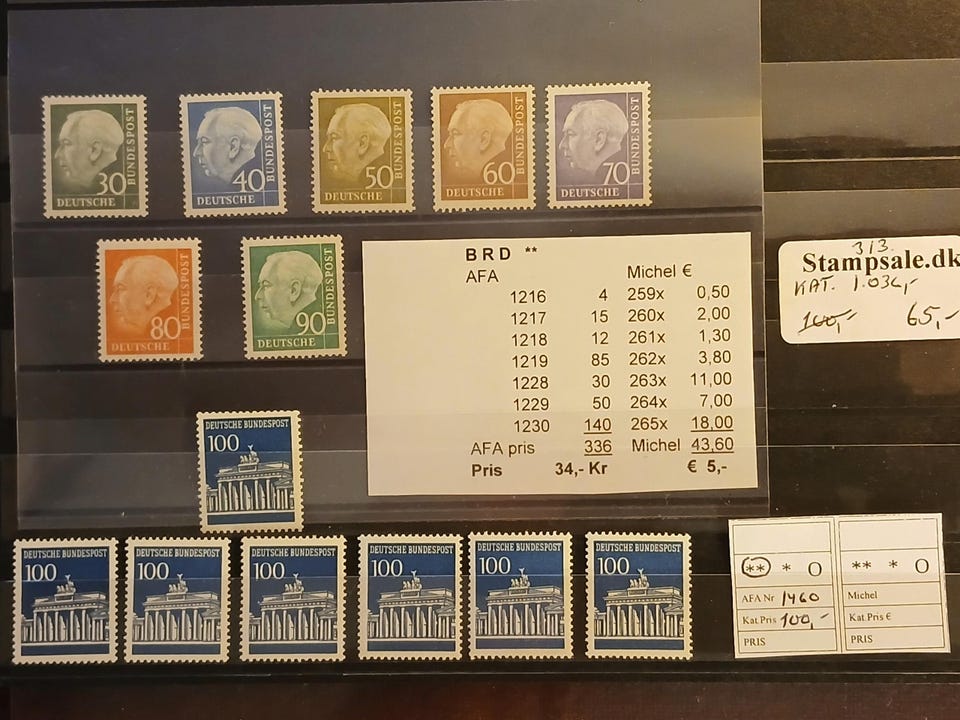 30 DEUTSCHE BUNDESPOST
40 DEUTSCHE BUNDESPOST
50 DEUTSCHE BUNDESPOST
60 DEUTSCHE BUNDESPOST
70 DEUTSCHE BUNDESPOST
80 DEUTSCHE BUNDESPOST
90 DEUTSCHE BUNDESPOST
BRD **
AFA Michel €
1216 4 259x 0,50
1217 15 260x 2,00
1218 12 261x 1,30
1219 85 262x 3,80
1228 30 263x 11,00
1229 50 264x 7,00
1230 140 265x 18,00
AFA pris 336 Michel 43,60
Pris 34,- Kr € 5,-
313.
Stampsale.dk
KAT. 1.036,-
100,- 65,-
DEUTSCHE BUNDESPOST
100
DEUTSCHE BUNDESPOST
100
DEUTSCHE BUNDESPOST
100
DEUTSCHE BUNDESPOST
100
DEUTSCHE BUNDESPOST
100
DEUTSCHE BUNDESPOST
100
DEUTSCHE BUNDESPOST
100
** * O
AFA Nr 1460
Kat.Pris 100,-
PRIS
** * O
Michel
Kat.Pris €
PRIS